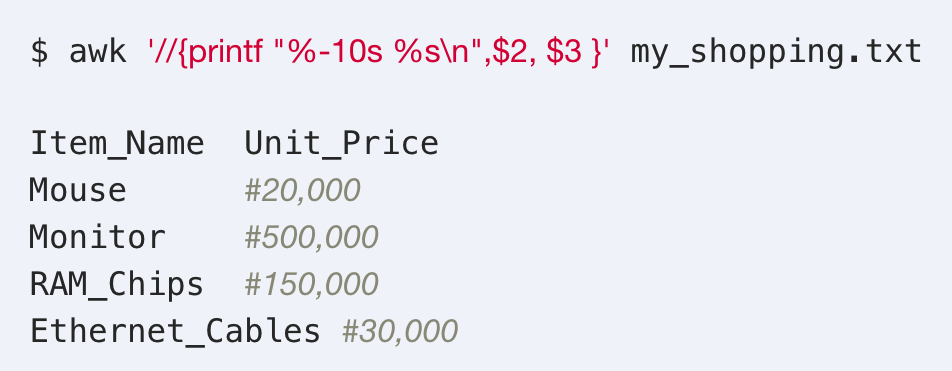 $ awk '//{printf "%-10s %s\n",$2, $3 }' my_shopping.txt
Item_Name  Unit_Price
Mouse      #20,000
Monitor    #500,000
RAM_Chips  #150,000
Ethernet_Cables #30,000